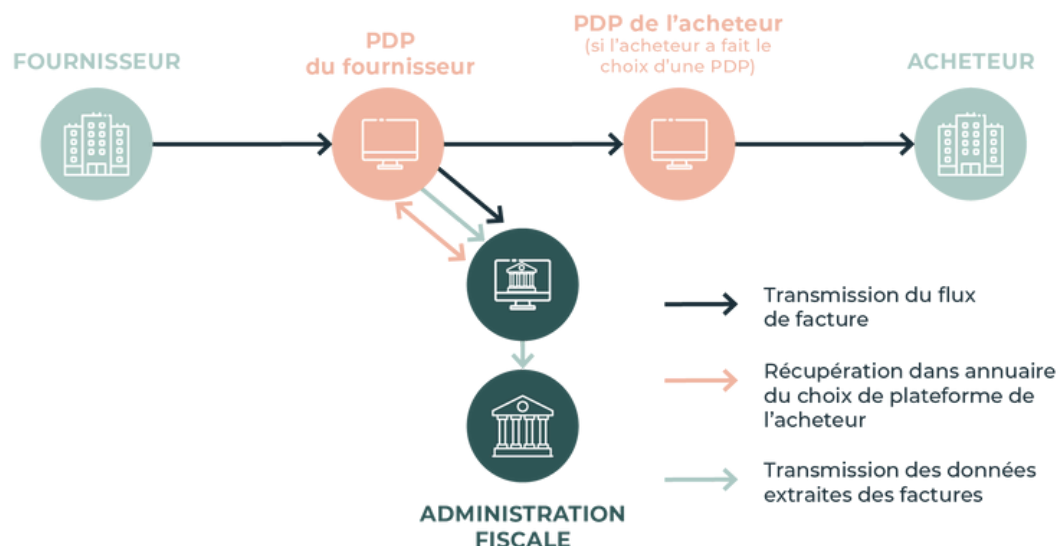 FOURNISSEUR
PDP
du fournisseur
PDP de l'acheteur
(si l'acheteur a fait le
choix d'une PDP)
ACHETEUR
Transmission du flux
de facture
Récupération dans annuaire
du choix de plateforme de
l'acheteur
Transmission des données
extraites des factures
ADMINISTRATION
FISCALE